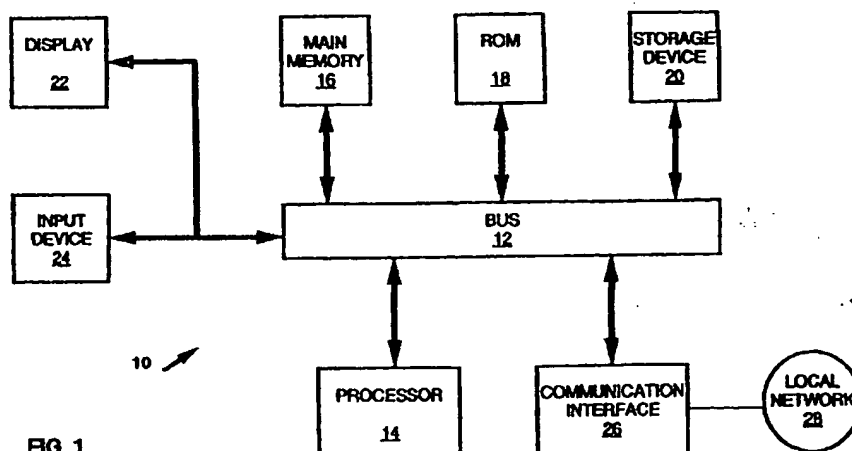 DISPLAY
22
MAIN
MEMORY
16
ROM
18
STORAGE
DEVICE
20
INPUT
DEVICE
24
BUS
12
10
PROCESSOR
14
COMMUNICATION
INTERFACE
26
LOCAL
NETWORK
28
FIG. 1